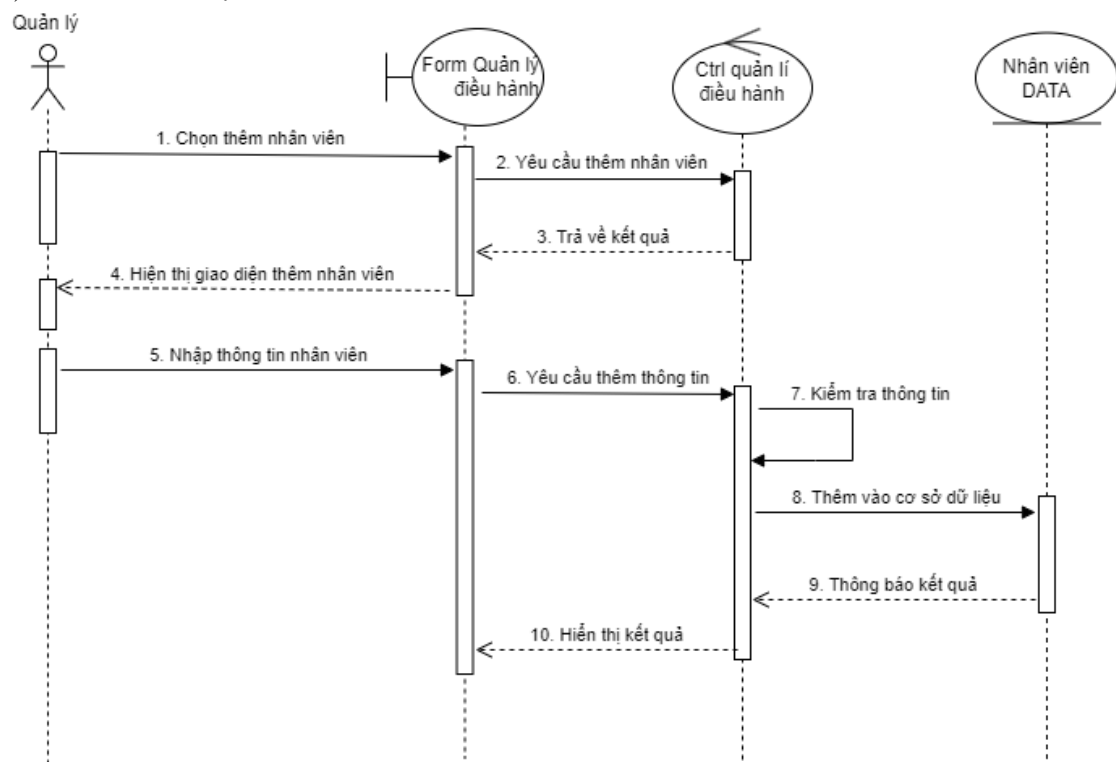 Quản lý
Form Quản lý
điều hành
Ctrl quản lí
điều hành
Nhân viên
DATA
1. Chọn thêm nhân viên
2. Yêu cầu thêm nhân viên
3. Trả về kết quả
4. Hiện thị giao diện thêm nhân viên
5. Nhập thông tin nhân viên
6. Yêu cầu thêm thông tin
7. Kiểm tra thông tin
8. Thêm vào cơ sở dữ liệu
9. Thông báo kết quả
10. Hiển thị kết quả